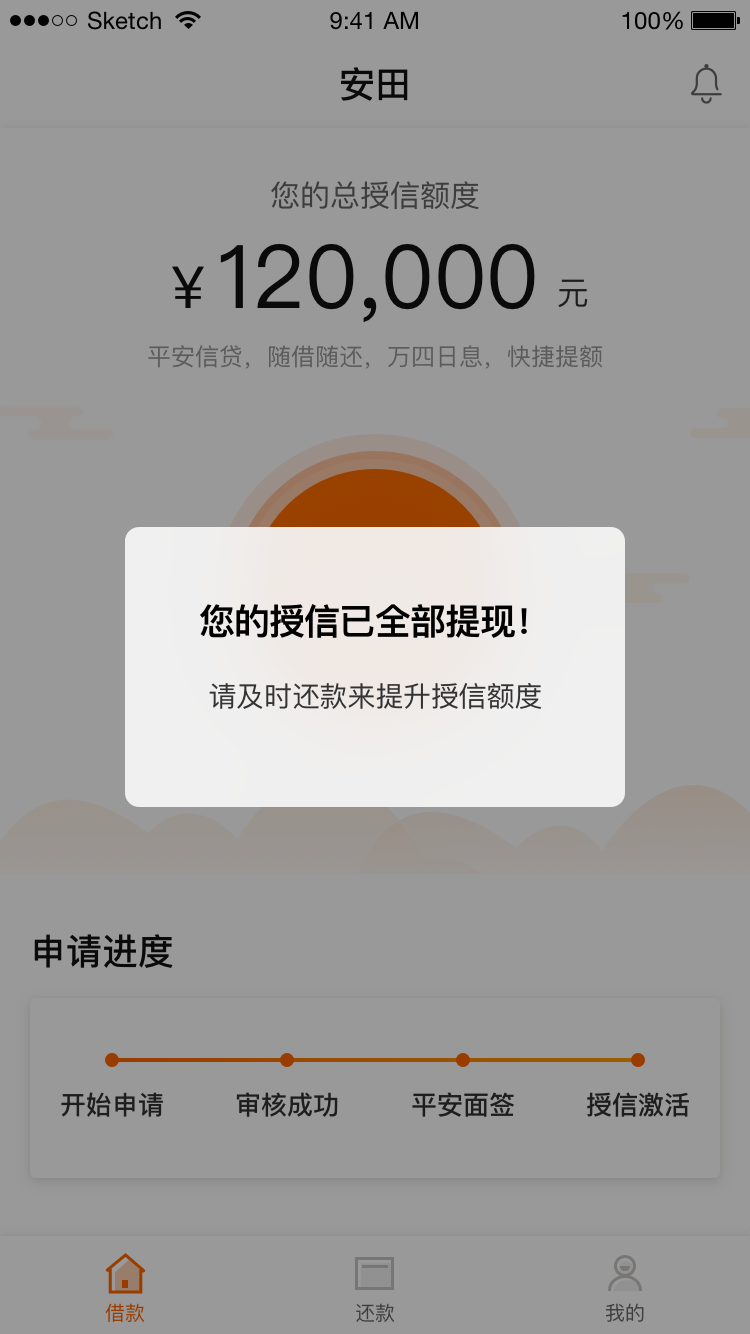 Sketch 9:41 AM 100%
安田
您的总授信额度
¥120,000 元
平安信贷，随借随还，万四日息，快捷提额
您的授信已全部提现！
请及时还款来提升授信额度
申请进度
开始申请 审核成功 平安面签 授信激活
借款 还款 我的